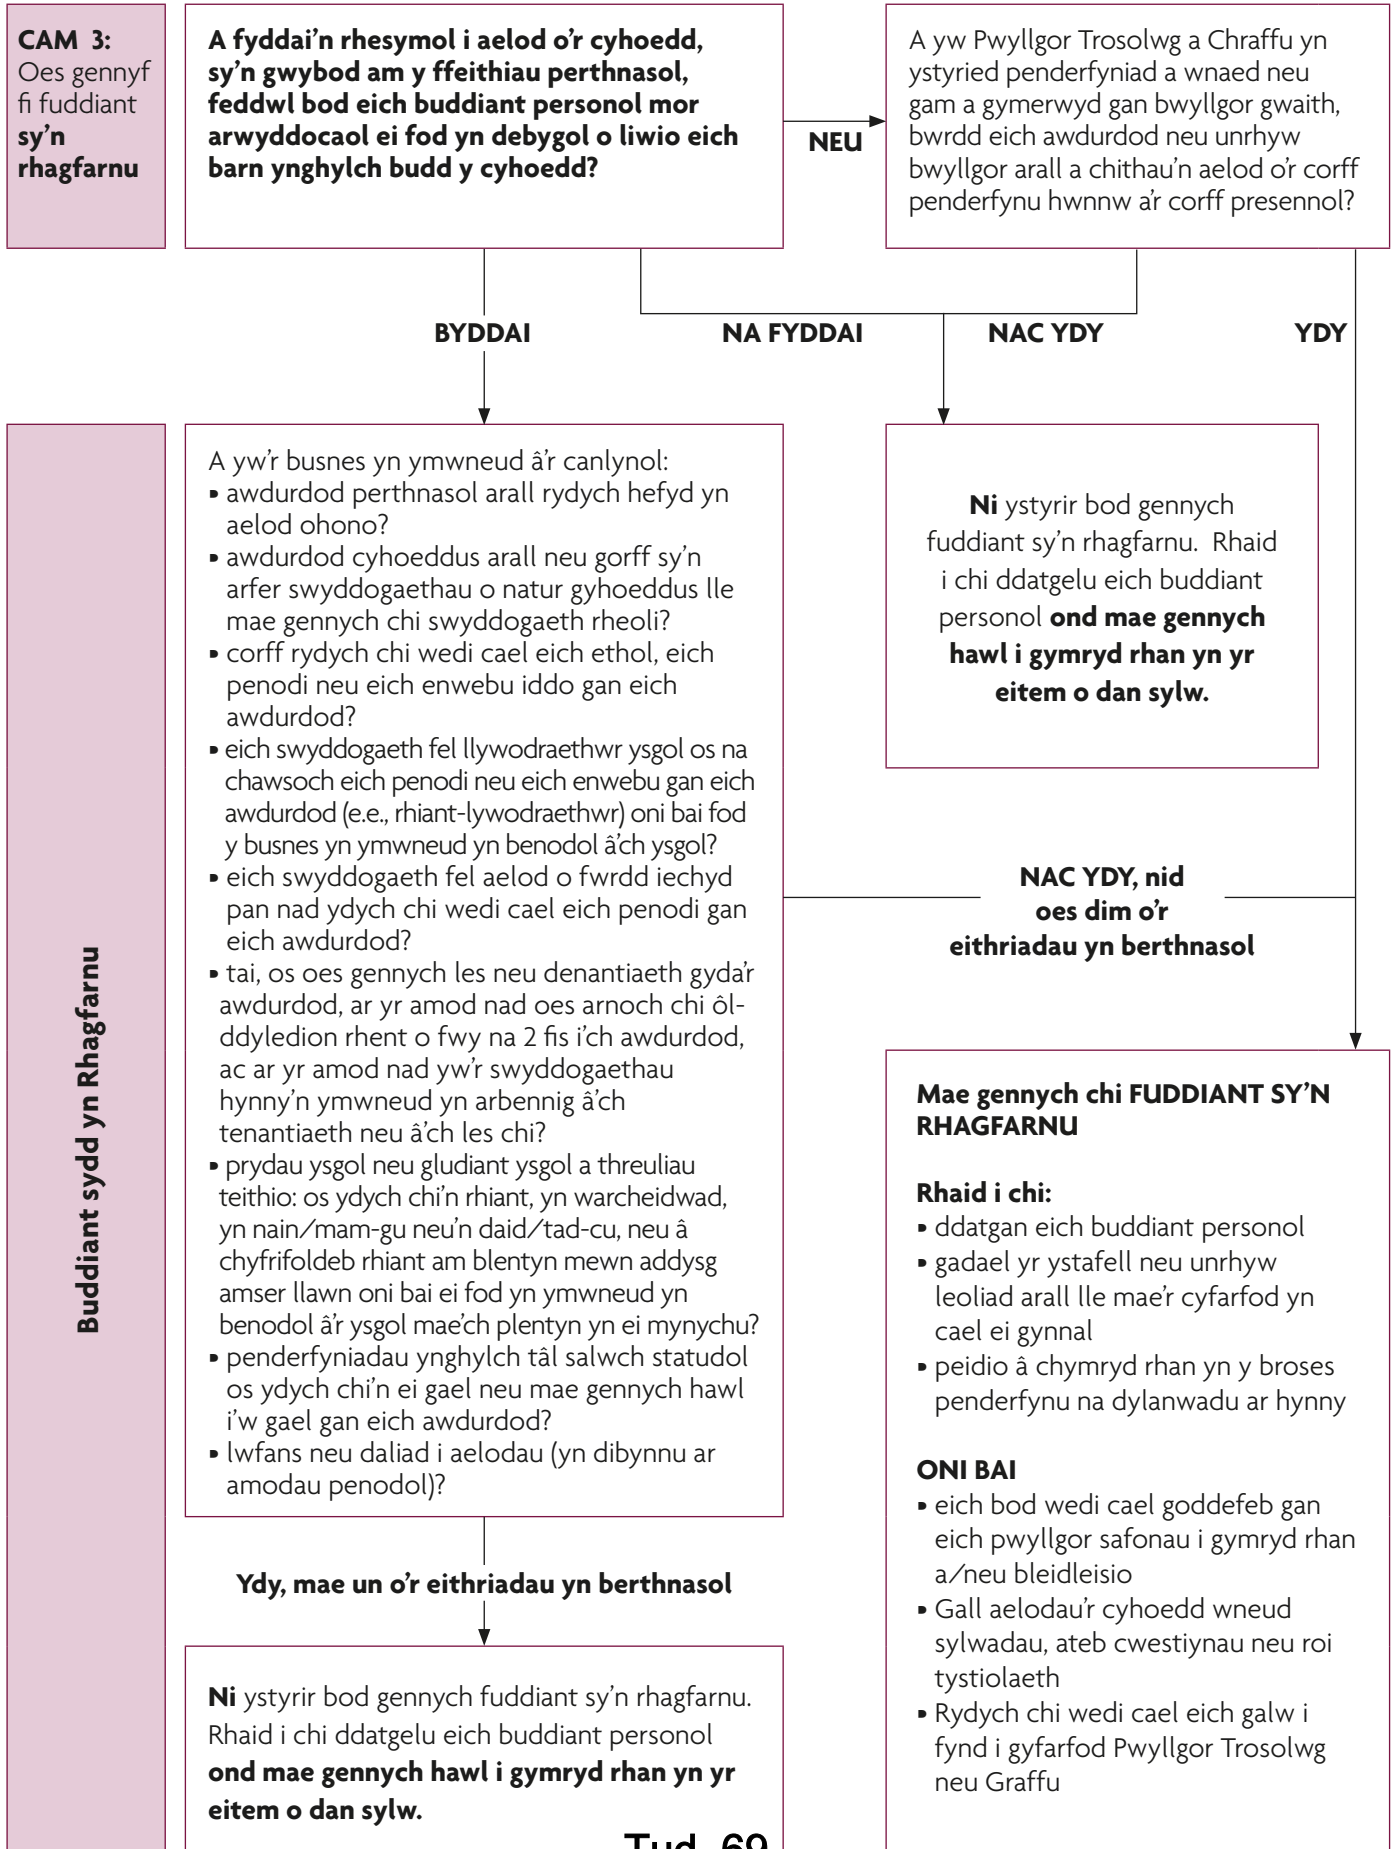 CAM 3:
Oes gennyf
fi fuddiant
sy'n
rhagfarnu
A fyddai'n rhesymol i aelod o'r cyhoedd,
sy'n gwybod am y ffeithiau perthnasol,
feddwl bod eich buddiant personol mor
arwyddocaol ei fod yn debygol o liwio eich
barn ynghylch budd y cyhoedd?
NEU
A yw Pwyllgor Trosolwg a Chraffu yn
ystyried penderfyniad a wnaed neu
gam a gymerwyd gan bwyllgor gwaith,
bwrdd eich awdurdod neu unrhyw
bwyllgor arall a chithau'n aelod o'r corff
penderfynu hwnnw a'r corff presennol?
BYDDAI
NA FYDDAI
NAC YDY
YDY
Buddiant sydd yn Rhagfarnu
A yw'r busnes yn ymwneud â'r canlynol:
• awdurdod perthnasol arall rydych hefyd yn
aelod ohono?
• awdurdod cyhoeddus arall neu gorff sy'n
arfer swyddogaethau o natur gyhoeddus lle
mae gennych chi swyddogaeth rheoli?
• corff rydych chi wedi cael eich ethol, eich
penodi neu eich enwebu iddo gan eich
awdurdod?
• eich swyddogaeth fel llywodraethwr ysgol os na
chawsoch eich penodi neu eich enwebu gan eich
awdurdod (e.e., rhiant-lywodraethwr) oni bai fod
y busnes yn ymwneud yn benodol â'ch ysgol?
• eich swyddogaeth fel aelod o fwrdd iechyd
pan nad ydych chi wedi cael eich penodi gan
eich awdurdod?
• tai, os oes gennych les neu denantiaeth gyda'r
awdurdod, ar yr amod nad oes arnoch chi ôl-
ddyledion rhent o fwy na 2 fis i'ch awdurdod,
ac ar yr amod nad yw'r swyddogaethau
hynny'n ymwneud yn arbennig â'ch
tenantiaeth neu â'ch les chi?
• prydau ysgol neu gludiant ysgol a threuliau
teithio: os ydych chi'n rhiant, yn warcheidwad,
yn nain/mam-gu neu'n daid/tad-cu, neu â
chyfrifoldeb rhiant am blentyn mewn addysg
amser llawn oni bai ei fod yn ymwneud yn
benodol â'r ysgol mae'ch plentyn yn ei mynychu?
• penderfyniadau ynghylch tâl salwch statudol
os ydych chi'n ei gael neu mae gennych hawl
i'w gael gan eich awdurdod?
• lwfans neu daliad i aelodau (yn dibynnu ar
amodau penodol)?
Ni ystyrir bod gennych
fuddiant sy'n rhagfarnu. Rhaid
i chi ddatgelu eich buddiant
personol ond mae gennych
hawl i gymryd rhan yn yr
eitem o dan sylw.
NAC YDY, nid
oes dim o'r
eithriadau yn berthnasol
Mae gennych chi FUDDIANT SY'N
RHAGFARNU
Rhaid i chi:
• ddatgan eich buddiant personol
• gadael yr ystafell neu unrhyw
leoliad arall lle mae'r cyfarfod yn
cael ei gynnal
• peidio â chymryd rhan yn y broses
penderfynu na dylanwadu ar hynny
ONI BAI
• eich bod wedi cael goddefeb gan
eich pwyllgor safonau i gymryd rhan
a/neu bleidleisio
• Gall aelodau'r cyhoedd wneud
sylwadau, ateb cwestiynau neu roi
tystiolaeth
• Rydych chi wedi cael eich galw i
fynd i gyfarfod Pwyllgor Trosolwg
neu Graffu
Ydy, mae un o'r eithriadau yn berthnasol
Ni ystyrir bod gennych fuddiant sy'n rhagfarnu.
Rhaid i chi ddatgelu eich buddiant personol
ond mae gennych hawl i gymryd rhan yn yr
eitem o dan sylw.
Tud. 69